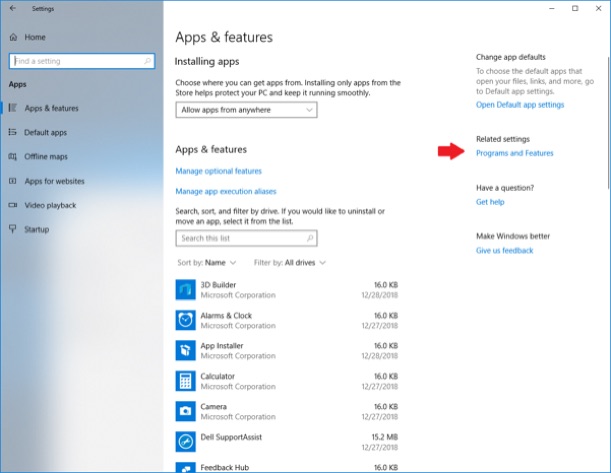 Settings
Home
Find a setting
Apps
Apps & features
Default apps
Offline maps
Apps for websites
Video playback
Startup
Apps & features
Installing apps
Choose where you can get apps from. Installing only apps from the
Store helps protect your PC and keep it running smoothly.
Allow apps from anywhere
Apps & features
Manage optional features
Manage app execution aliases
Search, sort, and filter by drive. If you would like to uninstall or
move an app, select it from the list.
Search this list
Sort by: Name
Filter by: All drives
3D Builder
16.0 KB
Microsoft Corporation
12/28/2018
Alarms & Clock
16.0 KB
Microsoft Corporation
12/27/2018
App Installer
16.0 KB
Microsoft Corporation
12/28/2018
Calculator
16.0 KB
Microsoft Corporation
12/27/2018
Camera
16.0 KB
Microsoft Corporation
12/27/2018
Dell SupportAssist
15.2 MB
12/27/2018
Feedback Hub
16.0 KB
Change app defaults
To choose the default apps that
open your files, links, and more, go
to Default app settings.
Open Default app settings
Related settings
Programs and Features
Have a question?
Get help
Make Windows better
Give us feedback